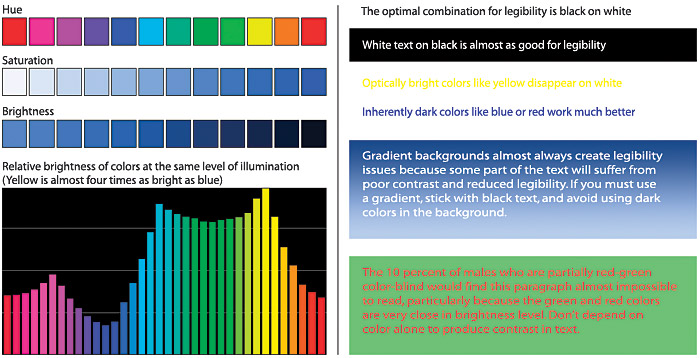 Hue
Saturation
Brightness
Relative brightness of colors at the same level of illumination
(Yellow is almost four times as bright as blue)
The optimal combination for legibility is black on white
White text on black is almost as good for legibility
Optically bright colors like yellow disappear on white
Inherently dark colors like blue or red work much better
Gradient backgrounds almost always create legibility
issues because some part of the text will suffer from
poor contrast and reduced legibility. If you must use
a gradient, stick with black text, and avoid using dark
colors in the background.
The 10 percent of males who are partially red-green
color-blind would find this paragraph almost impossible
to read, particularly because the green and red colors
are very close in brightness level. Don't depend on
color alone to produce contrast in text.